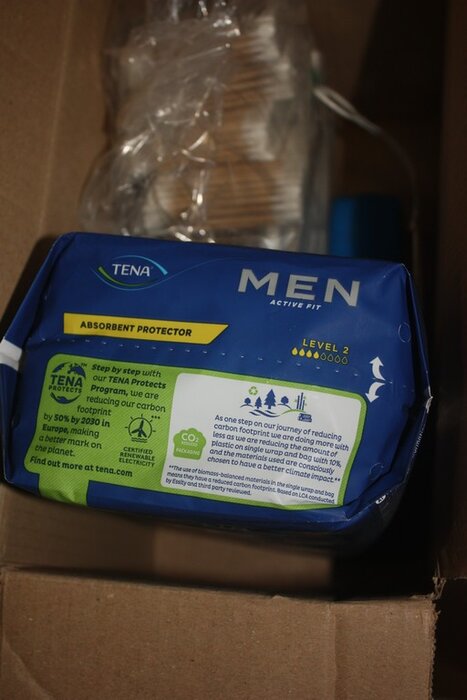 TENA
MEN
ACTIVE FIT
ABSORBENT PROTECTOR
LEVEL 2
TENA
PROTECTS
Step by step with
our TENA Protects
Program, we are
reducing our carbon
footprint
by 50% by 2030 in
Europe, making
a better mark on
the planet.
Find out more at tena.com
***
CERTIFIED
RENEWABLE
ELECTRICITY
CO₂
PACKAGING
As one step on our journey of reducing
carbon footprint we are doing more with
less as we are reducing the amount of
plastic on single wrap and bag with 10%,
and the materials used are consciously
chosen to have a better climate impact.**
**The use of biomass-balanced materials in the single wrap and bag
means they have a reduced carbon footprint. Based on LCA conducted
by Essity and third party reviewed.